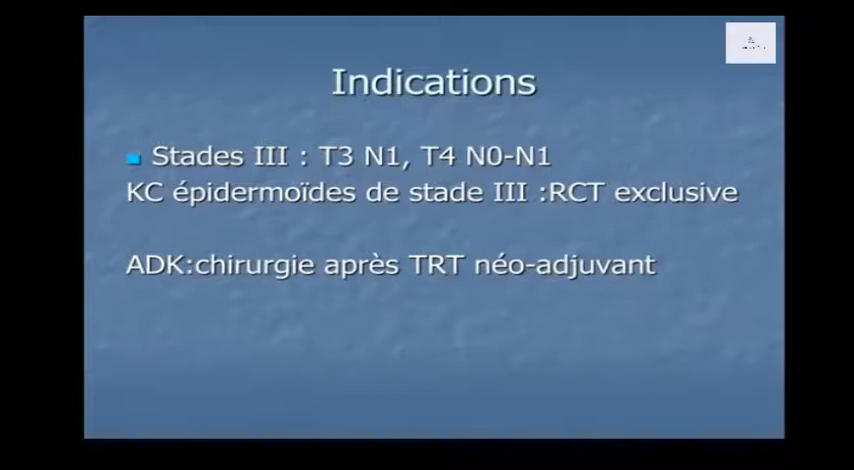 Indications
Stades III : T3 N1, T4 N0-N1
KC épidermoïdes de stade III :RCT exclusive
ADK:chirurgie après TRT néo-adjuvant